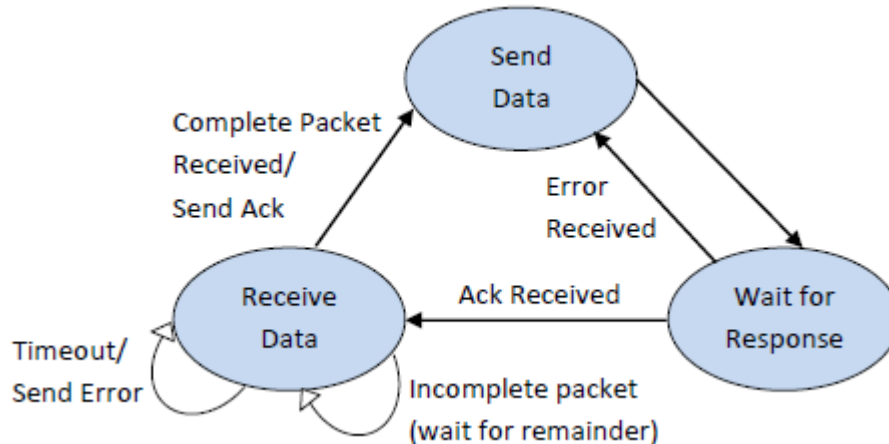 Send
Data
Complete Packet
Received/
Send Ack
Error
Received
Receive
Data
Ack Received
Wait for
Response
Timeout/
Send Error
Incomplete packet
(wait for remainder)